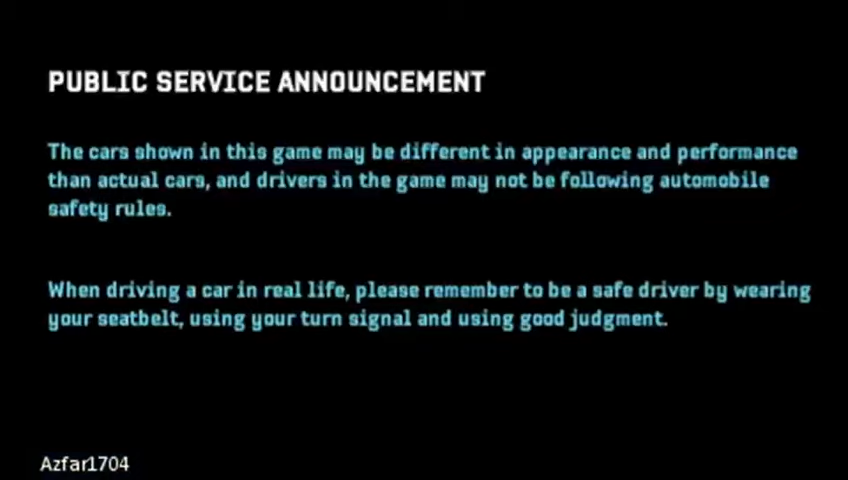 PUBLIC SERVICE ANNOUNCEMENT
The cars shown in this game may be different in appearance and performance
than actual cars, and drivers in the game may not be following automobile
safety rules.
When driving a car in real life, please remember to be a safe driver by wearing
your seatbelt, using your turn signal and using good judgment.
Azfar1704